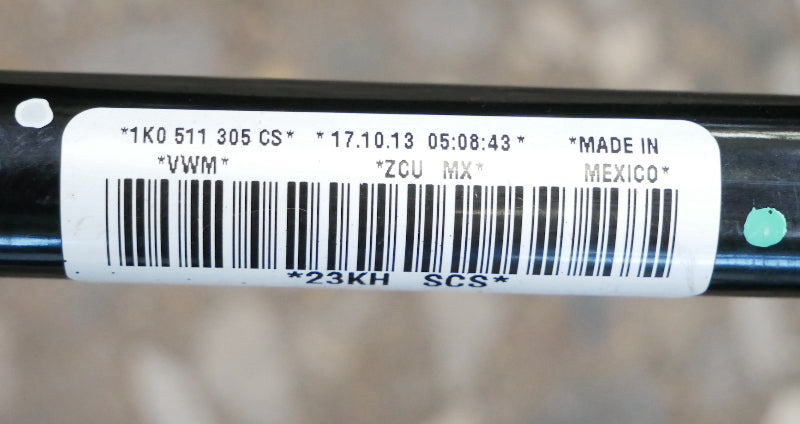 *1K0 511 305 CS* *17.10.13 05:08:43* *MADE IN
*VWM* *ZCU MX* MEXICO*
*23KH SCS*